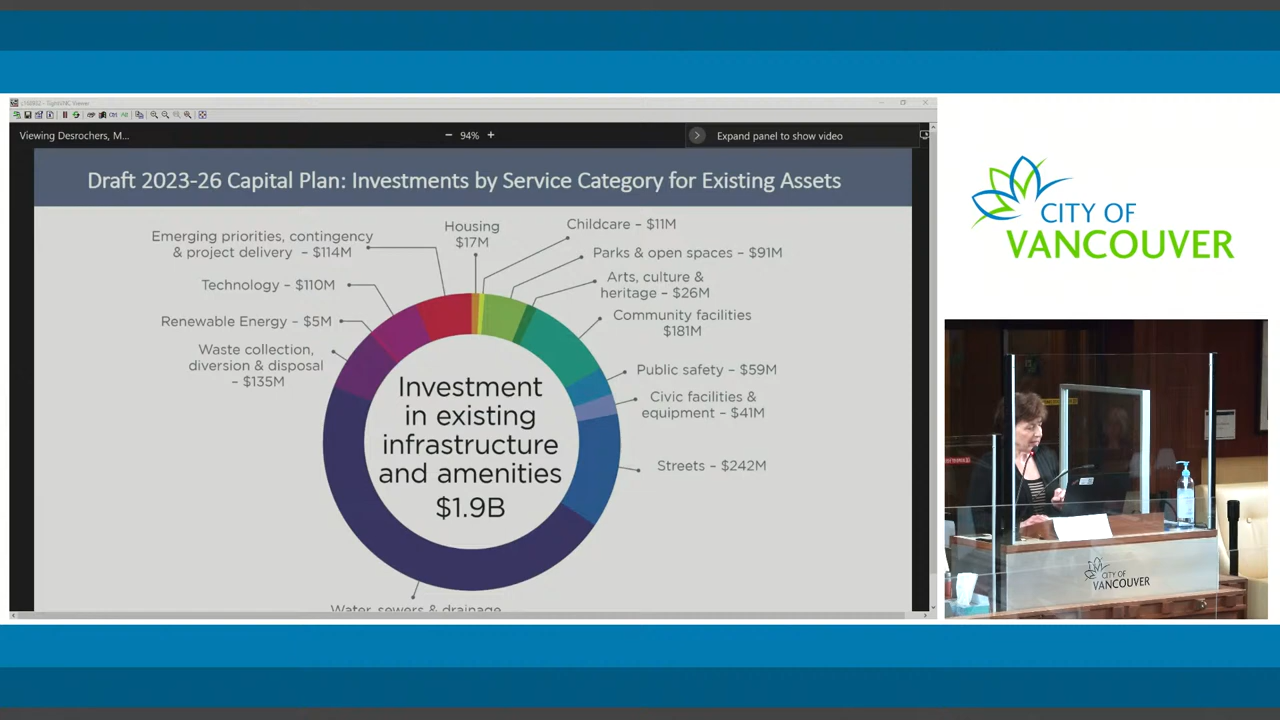 Viewing Desrochers, M...
94%
Expand panel to show video
Draft 2023-26 Capital Plan: Investments by Service Category for Existing Assets
Emerging priorities, contingency
& project delivery – $114M
Housing
$17M
Childcare – $11M
Parks & open spaces – $91M
Arts, culture &
heritage – $26M
Technology – $110M
Community facilities
$181M
Renewable Energy – $5M
Waste collection,
diversion & disposal
– $135M
Public safety – $59M
Civic facilities &
equipment – $41M
Streets – $242M
Investment
in existing
infrastructure
and amenities
$1.9B
Water, sewers & drainage
CITY OF
VANCOUVER
CITY OF
VANCOUVER